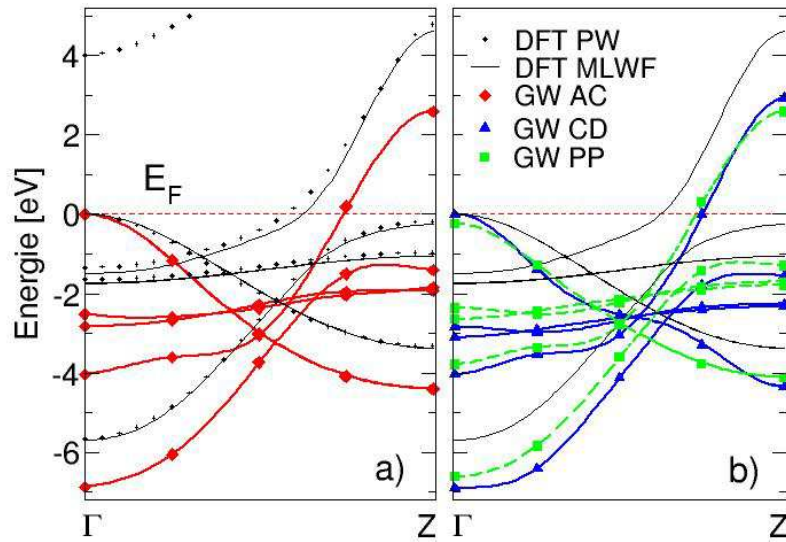 DFT PW
DFT MLWF
GW AC
GW CD
GW PP
E_F
Energie [eV]
4
2
0
-2
-4
-6
a)
b)
Γ
Z
Γ
Z